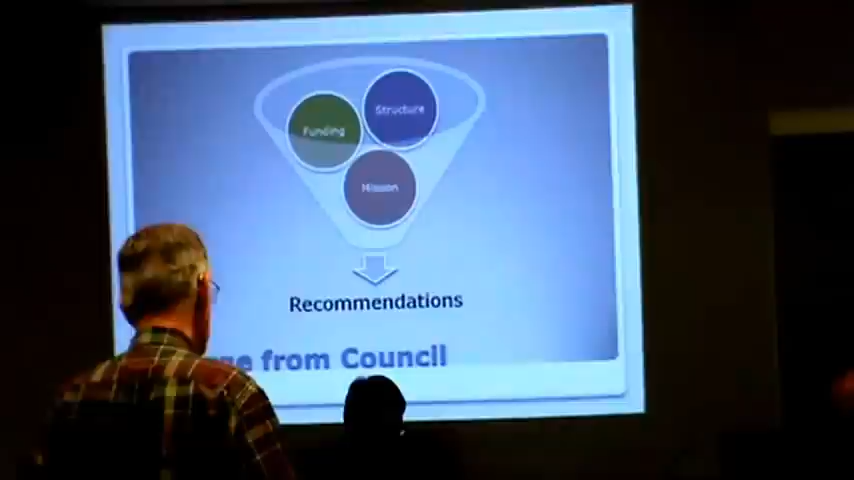 Structure
Funding
Mission
Recommendations
from Council